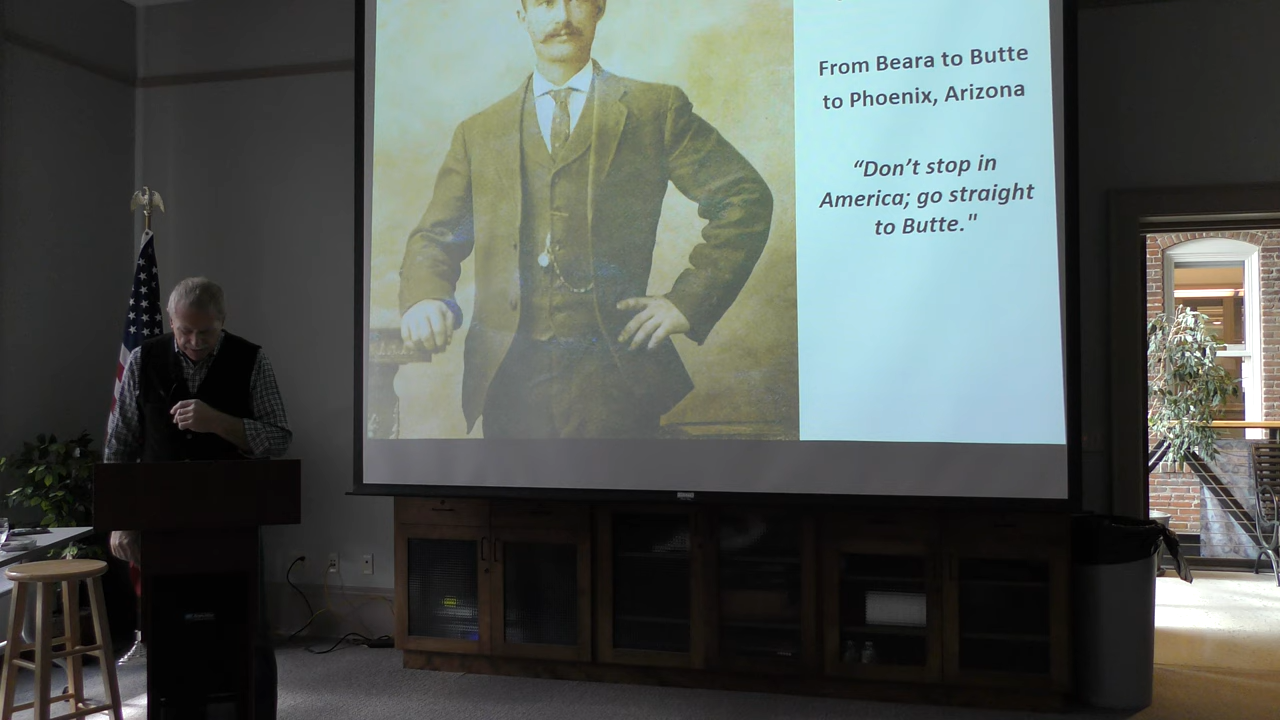 From Beara to Butte
to Phoenix, Arizona
“Don’t stop in
America; go straight
to Butte."